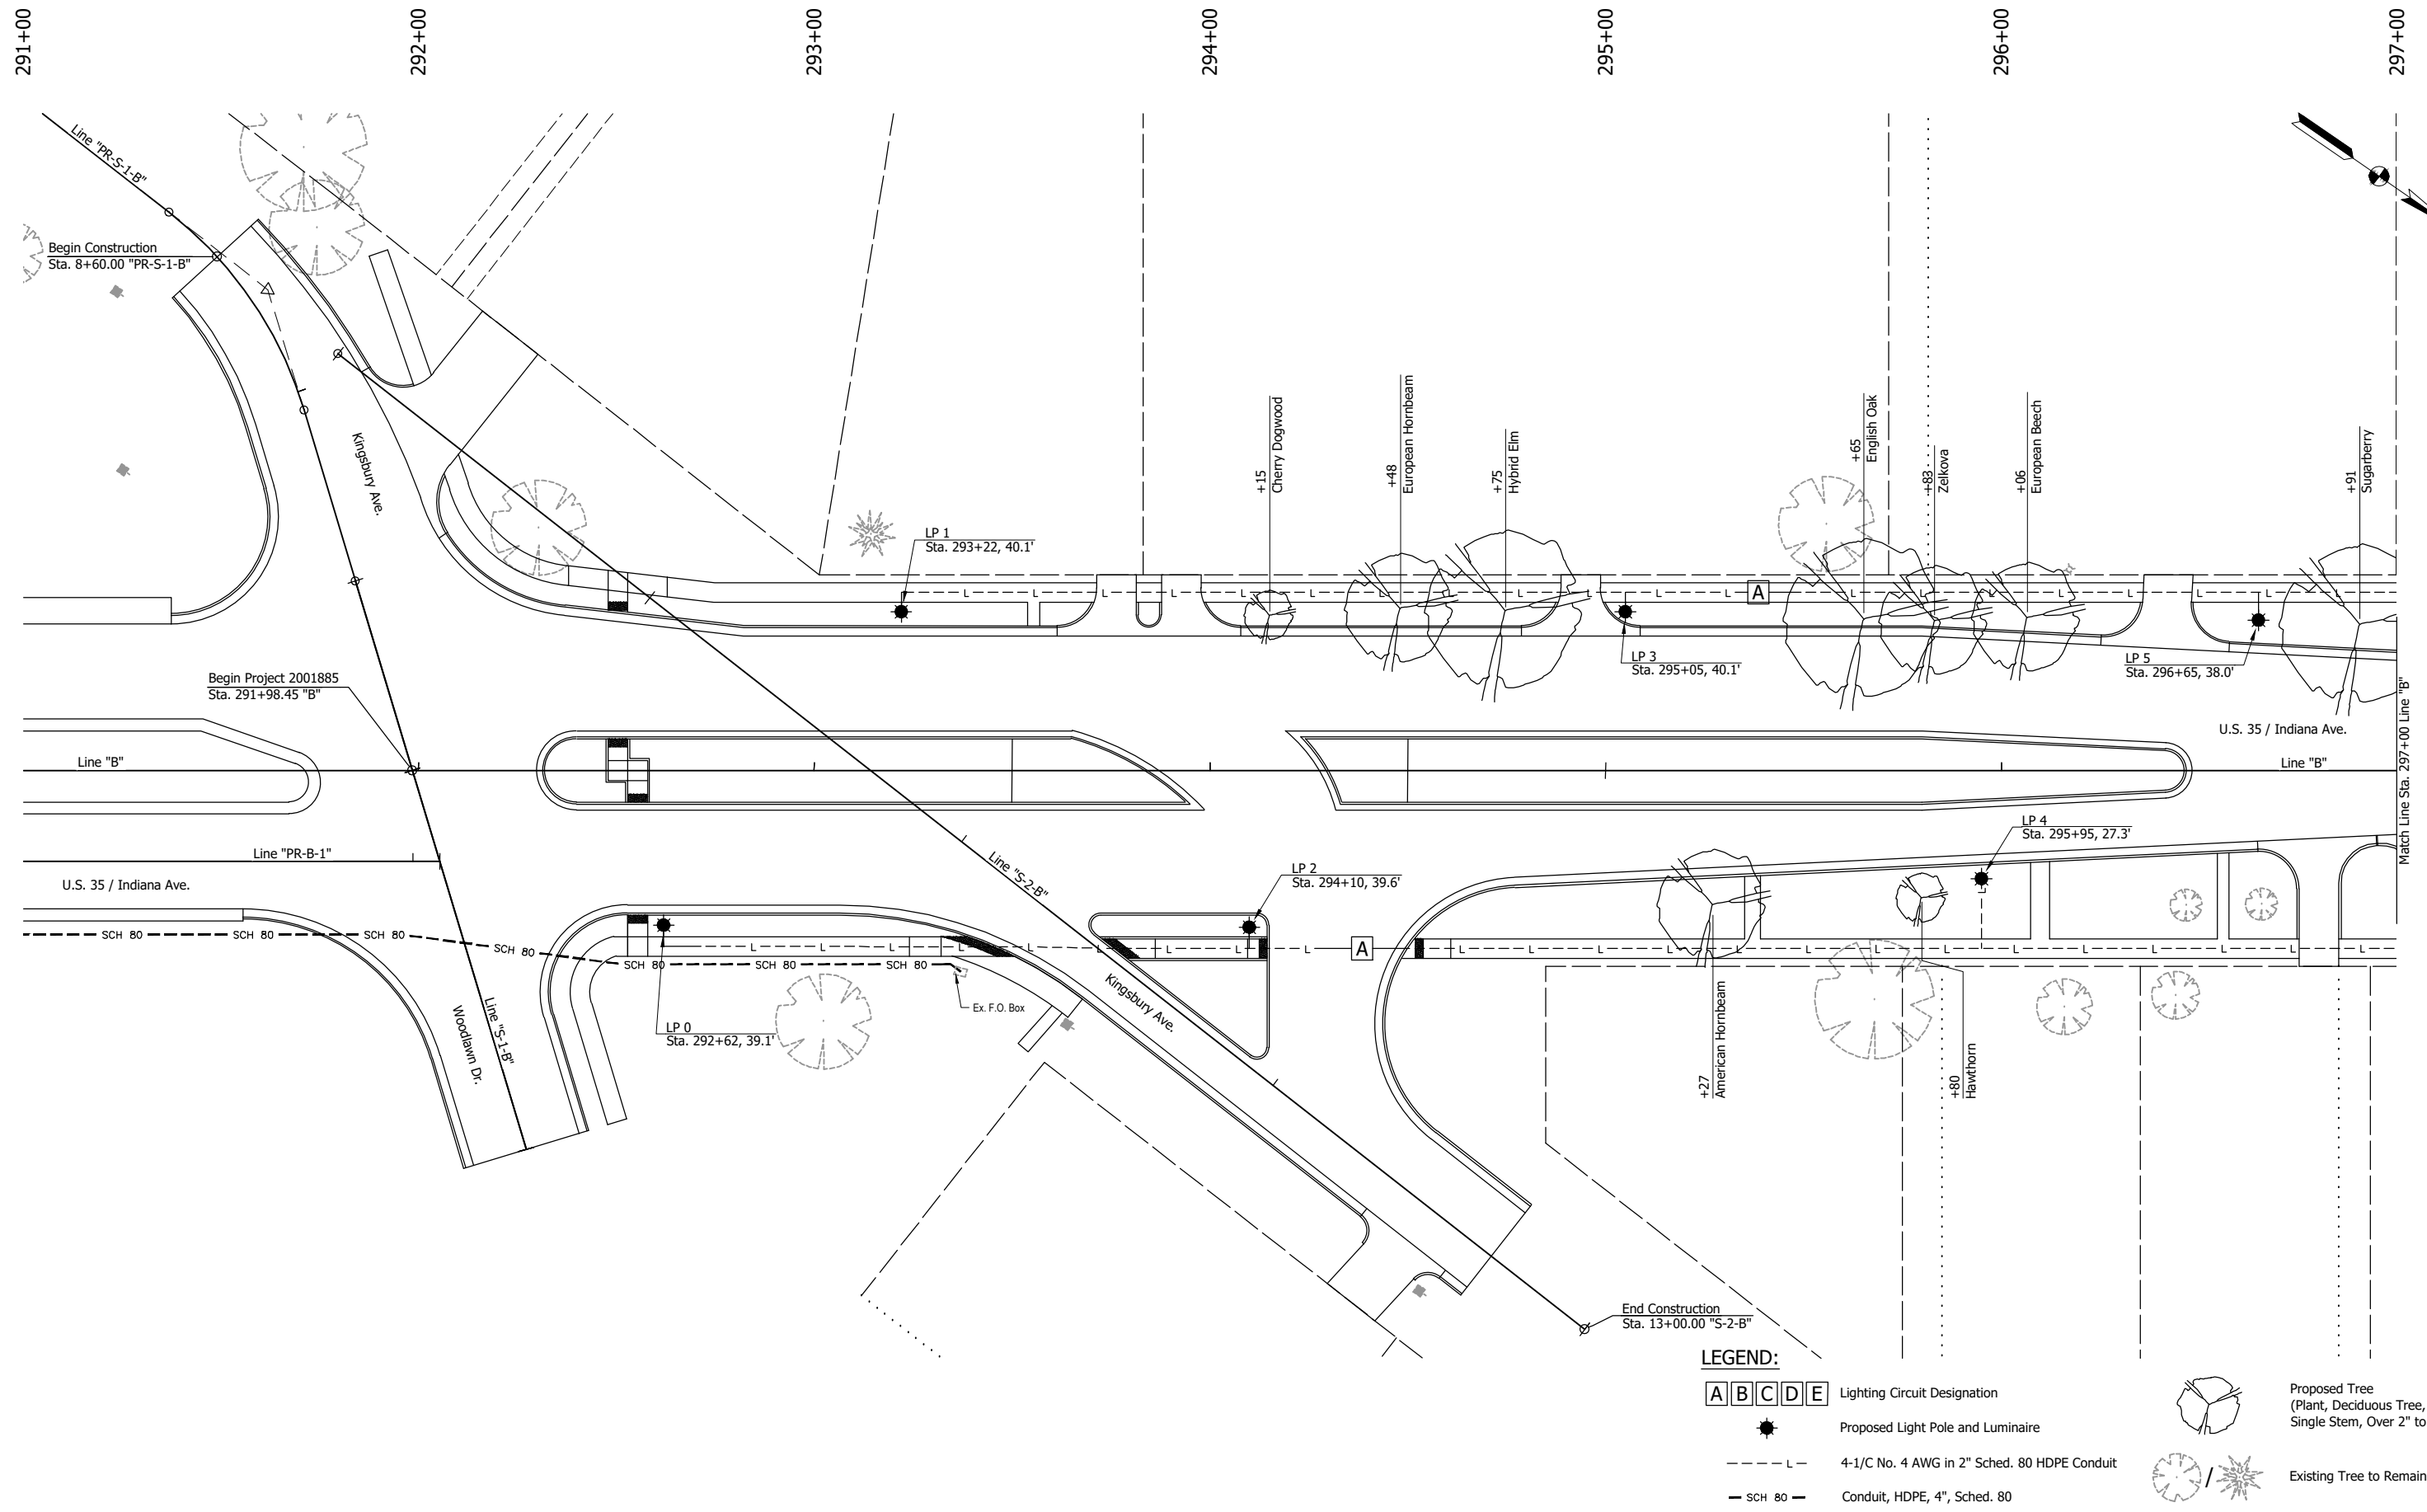 291+00
292+00
293+00
294+00
295+00
296+00
297+00
Line "PR-S-1-B"
Begin Construction
Sta. 8+60.00 "PR-S-1-B"
Kingsbury Ave.
LP 1
Sta. 293+22, 40.1'
+15
Cherry Dogwood
+48
European Hornbeam
+75
Hybrid Elm
+65
English Oak
+83
Zelkova
+06
European Beech
+91
Sugarberry
A
LP 3
Sta. 295+05, 40.1'
LP 5
Sta. 296+65, 38.0'
Begin Project 2001885
Sta. 291+98.45 "B"
U.S. 35 / Indiana Ave.
Line "B"
Line "B"
Match Line Sta. 297+00 Line "B"
Line "PR-B-1"
U.S. 35 / Indiana Ave.
Line "S-2-B"
LP 2
Sta. 294+10, 39.6'
LP 4
Sta. 295+95, 27.3'
SCH 80
SCH 80
SCH 80
SCH 80
SCH 80
SCH 80
SCH 80
L L L L L L L L L
A
L L L L L L L L L L L L L L
Kingsbury Ave.
Ex. F.O. Box
LP 0
Sta. 292+62, 39.1'
Woodlawn Dr.
Line "S-1-B"
+27
American Hornbeam
+80
Hawthorn
End Construction
Sta. 13+00.00 "S-2-B"
LEGEND:
A B C D E Lighting Circuit Designation
Proposed Light Pole and Luminaire
L 4-1/C No. 4 AWG in 2" Sched. 80 HDPE Conduit
SCH 80 Conduit, HDPE, 4", Sched. 80
Proposed Tree
(Plant, Deciduous Tree,
Single Stem, Over 2" to
/ Existing Tree to Remain